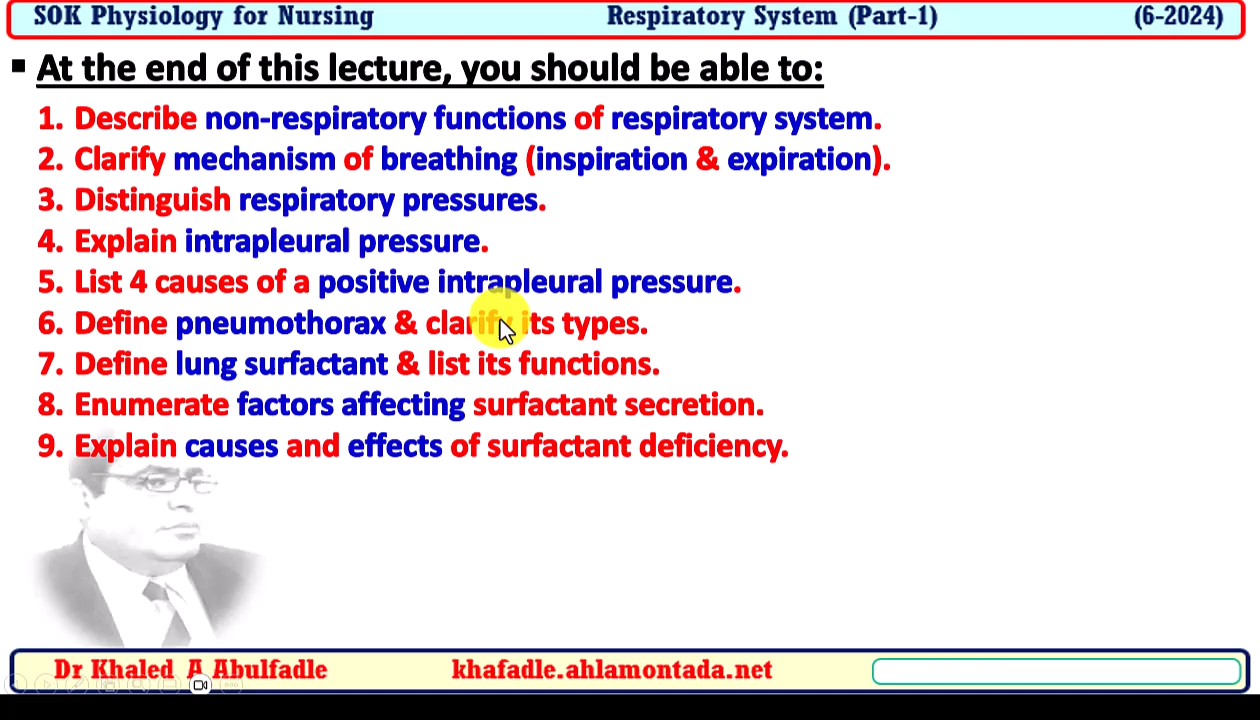 SOK Physiology for Nursing Respiratory System (Part-1) (6-2024)
▪ At the end of this lecture, you should be able to:
1. Describe non-respiratory functions of respiratory system.
2. Clarify mechanism of breathing (inspiration & expiration).
3. Distinguish respiratory pressures.
4. Explain intrapleural pressure.
5. List 4 causes of a positive intrapleural pressure.
6. Define pneumothorax & clarify its types.
7. Define lung surfactant & list its functions.
8. Enumerate factors affecting surfactant secretion.
9. Explain causes and effects of surfactant deficiency.
Dr Khaled A Abulfadle khafadle.ahlamontada.net